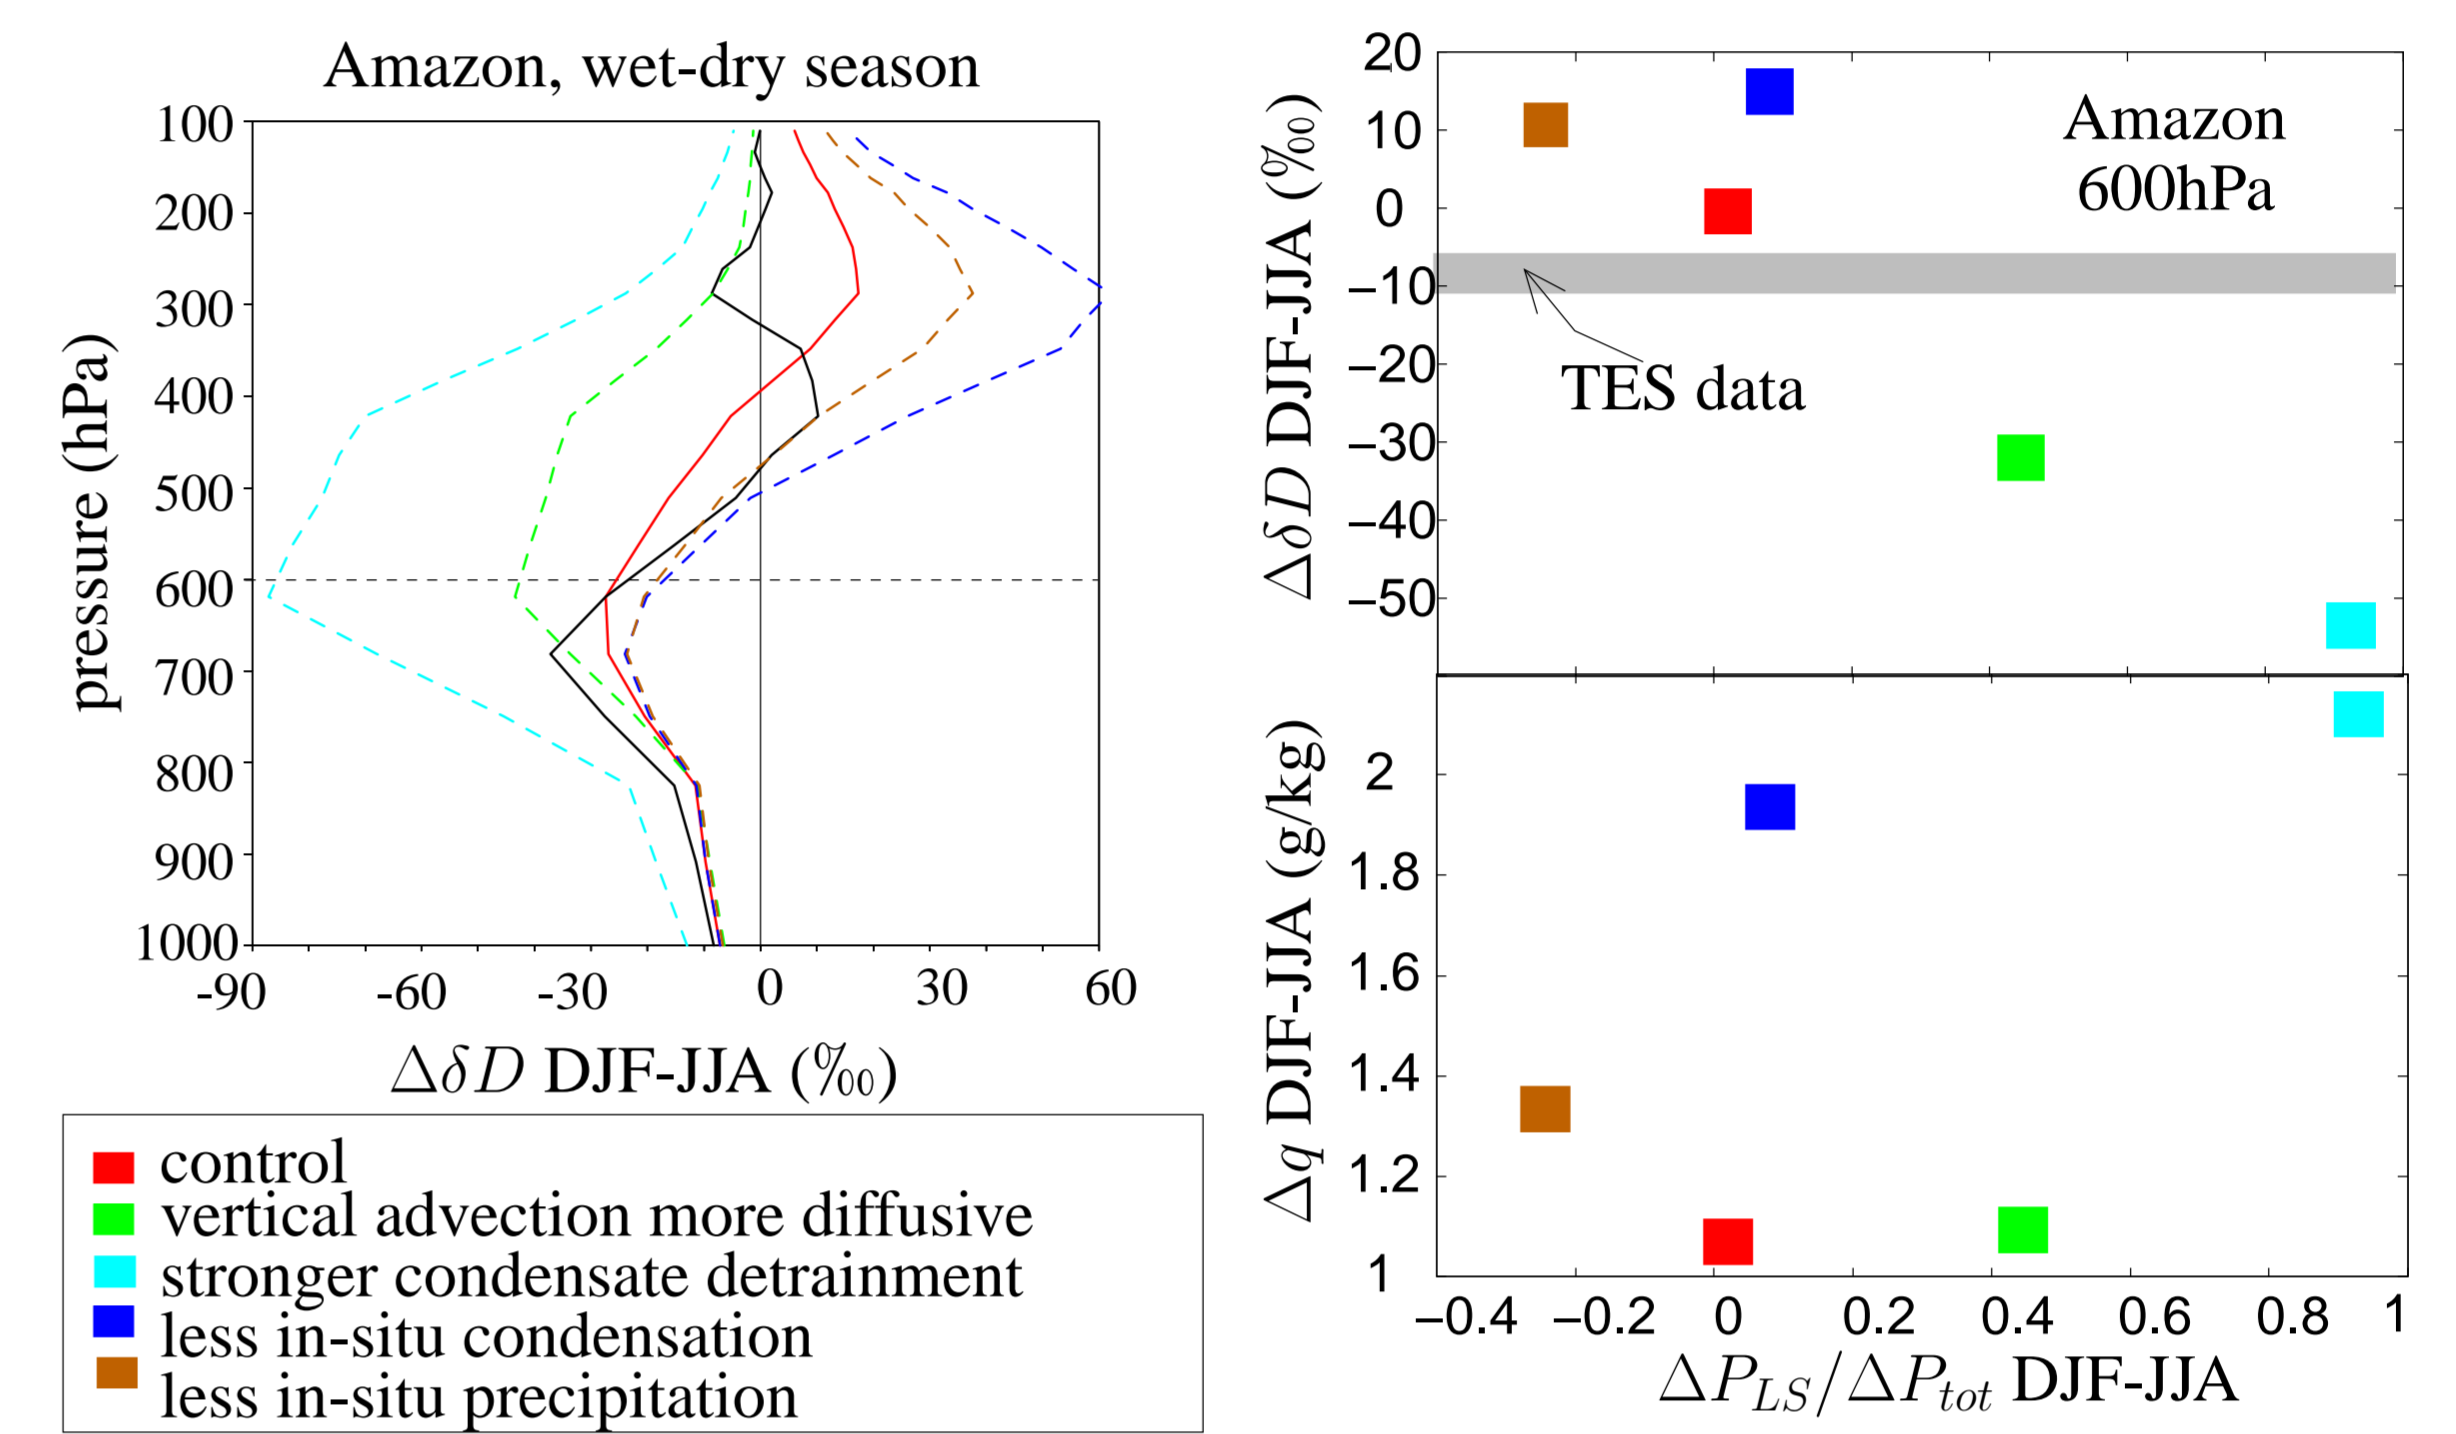 Amazon, wet-dry season
100
200
300
400
500
600
700
800
900
1000
pressure (hPa)
-90 -60 -30 0 30 60
ΔδD DJF-JJA (‰)
control
vertical advection more diffusive
stronger condensate detrainment
less in-situ condensation
less in-situ precipitation
20
10
0
−10
−20
−30
−40
−50
ΔδD DJF-JJA (‰)
Amazon
600hPa
TES data
2
1.8
1.6
1.4
1.2
1
Δq DJF-JJA (g/kg)
−0.4 −0.2 0 0.2 0.4 0.6 0.8 1
ΔP_{LS}/ΔP_{tot} DJF-JJA